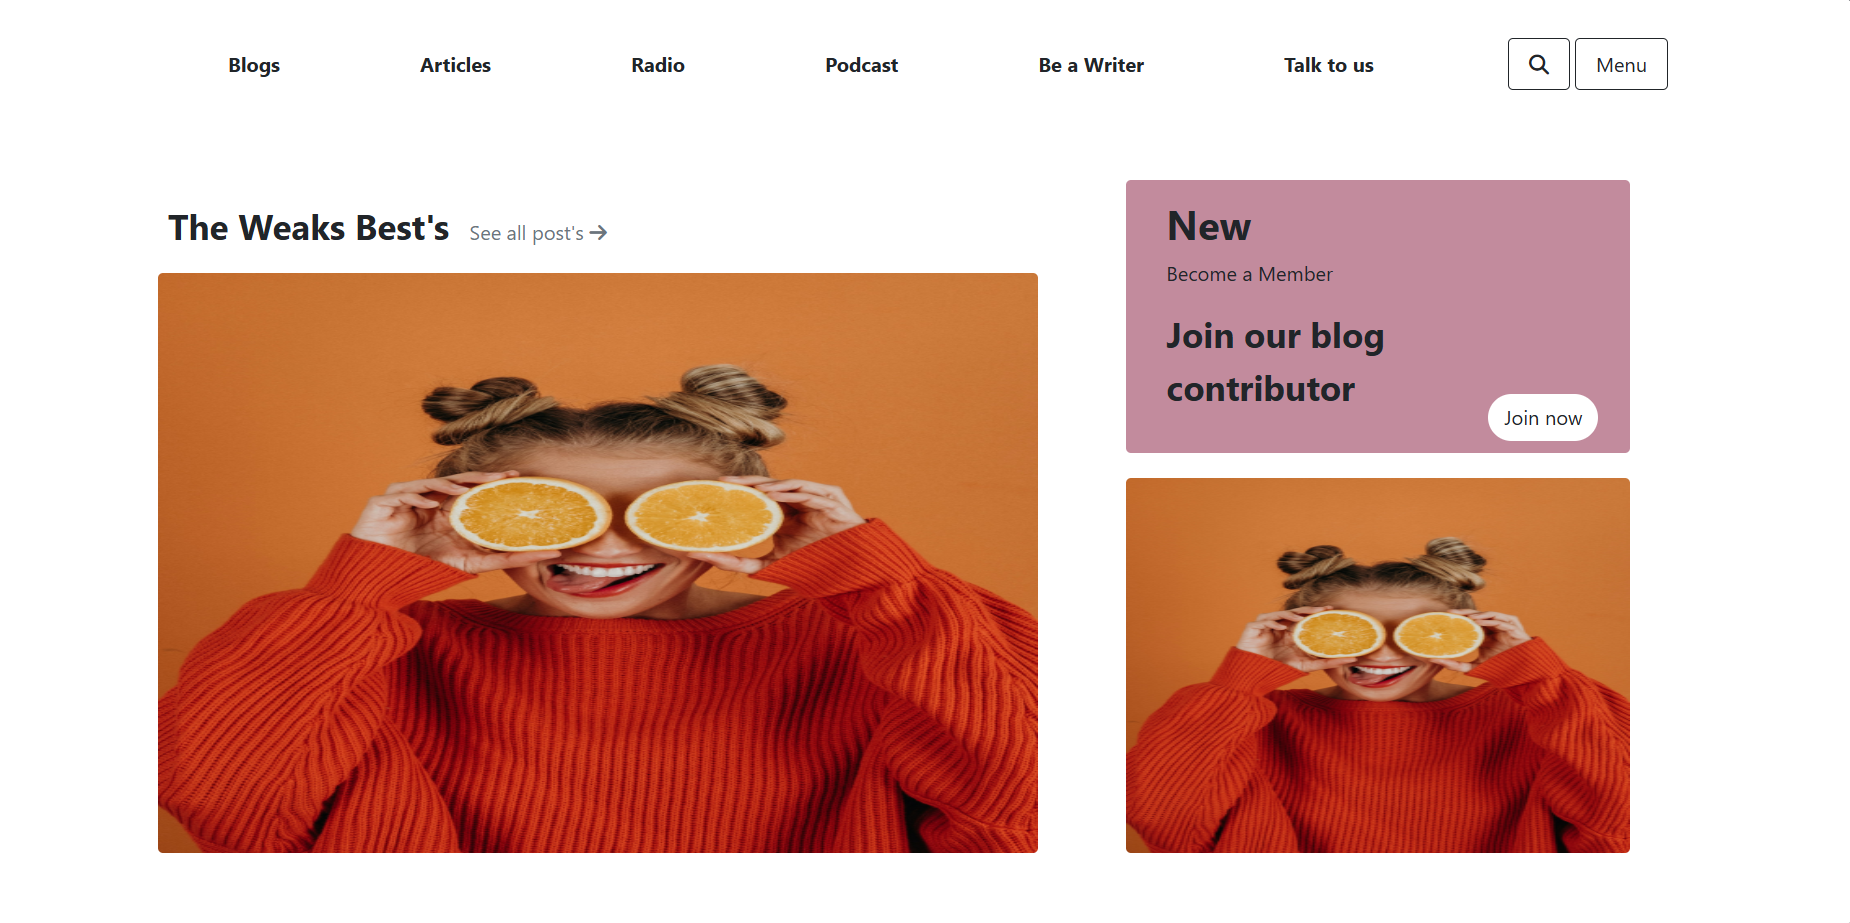 Blogs Articles Radio Podcast Be a Writer Talk to us Menu
The Weaks Best's See all post's
New
Become a Member
Join our blog
contributor
Join now